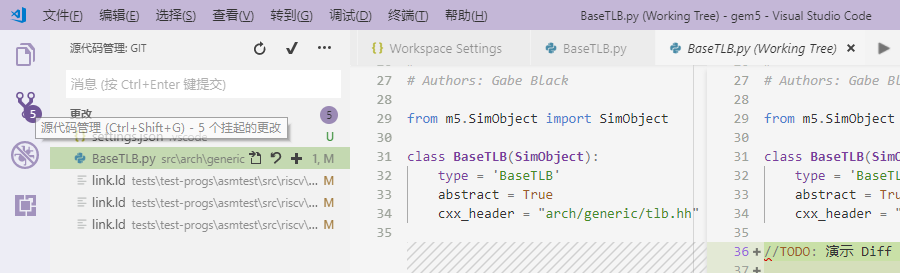 文件(F) 编辑(E) 选择(S) 查看(V) 转到(G) 调试(D) 终端(T) 帮助(H) BaseTLB.py (Working Tree) - gem5 - Visual Studio Code
源代码管理: GIT
Workspace Settings BaseTLB.py BaseTLB.py (Working Tree)
消息 (按 Ctrl+Enter 键提交)
更改 5
5
源代码管理 (Ctrl+Shift+G) - 5 个挂起的更改
settings.json .vscode U
BaseTLB.py src\arch\generic 1, M
link.ld tests\test-progs\asmtest\src\riscv\... M
link.ld tests\test-progs\asmtest\src\riscv\... M
link.ld tests\test-progs\asmtest\src\riscv\... M
27 # Authors: Gabe Black
28
29 from m5.SimObject import SimObject
30
31 class BaseTLB(SimObject):
32 type = 'BaseTLB'
33 abstract = True
34 cxx_header = "arch/generic/tlb.hh"
35
27 # Authors: Gabe
28
29 from m5.SimObject
30
31 class BaseTLB(Sim
32 type = 'BaseT
33 abstract = Tr
34 cxx_header =
35
36 + //TODO: 演示 Diff
37 +